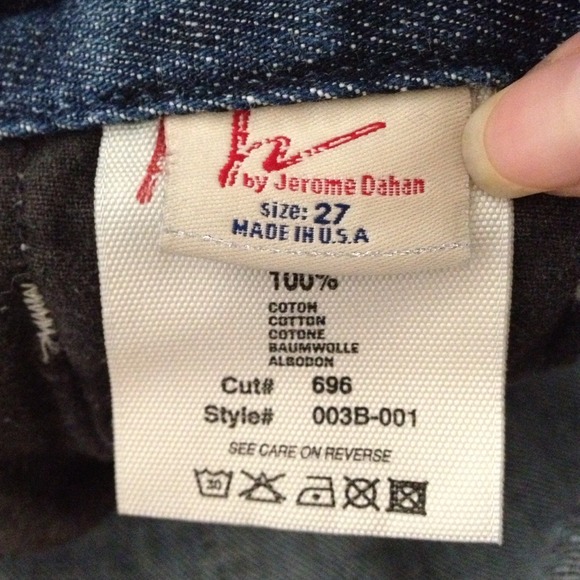 by Jerome Dahan
Size: 27
MADE IN U.S.A
100%
COTON
COTTON
COTONE
BAUMWOLLE
ALGODON
Cut# 696
Style# 003B-001
SEE CARE ON REVERSE
30